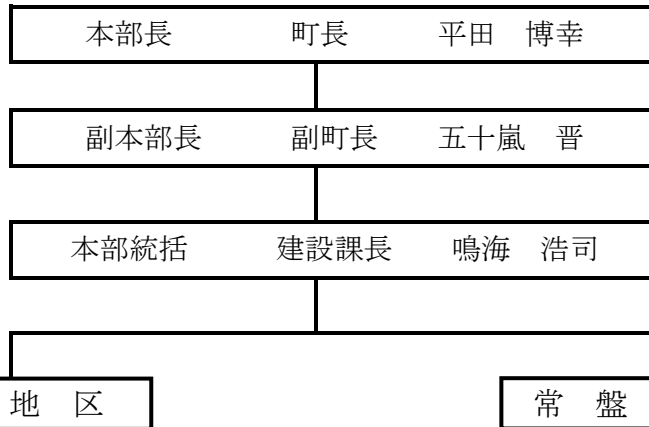 本部長 町長 平田 博幸
副本部長 副町長 五十嵐 晋
本部統括 建設課長 鳴海 浩司
地 区 常 盤